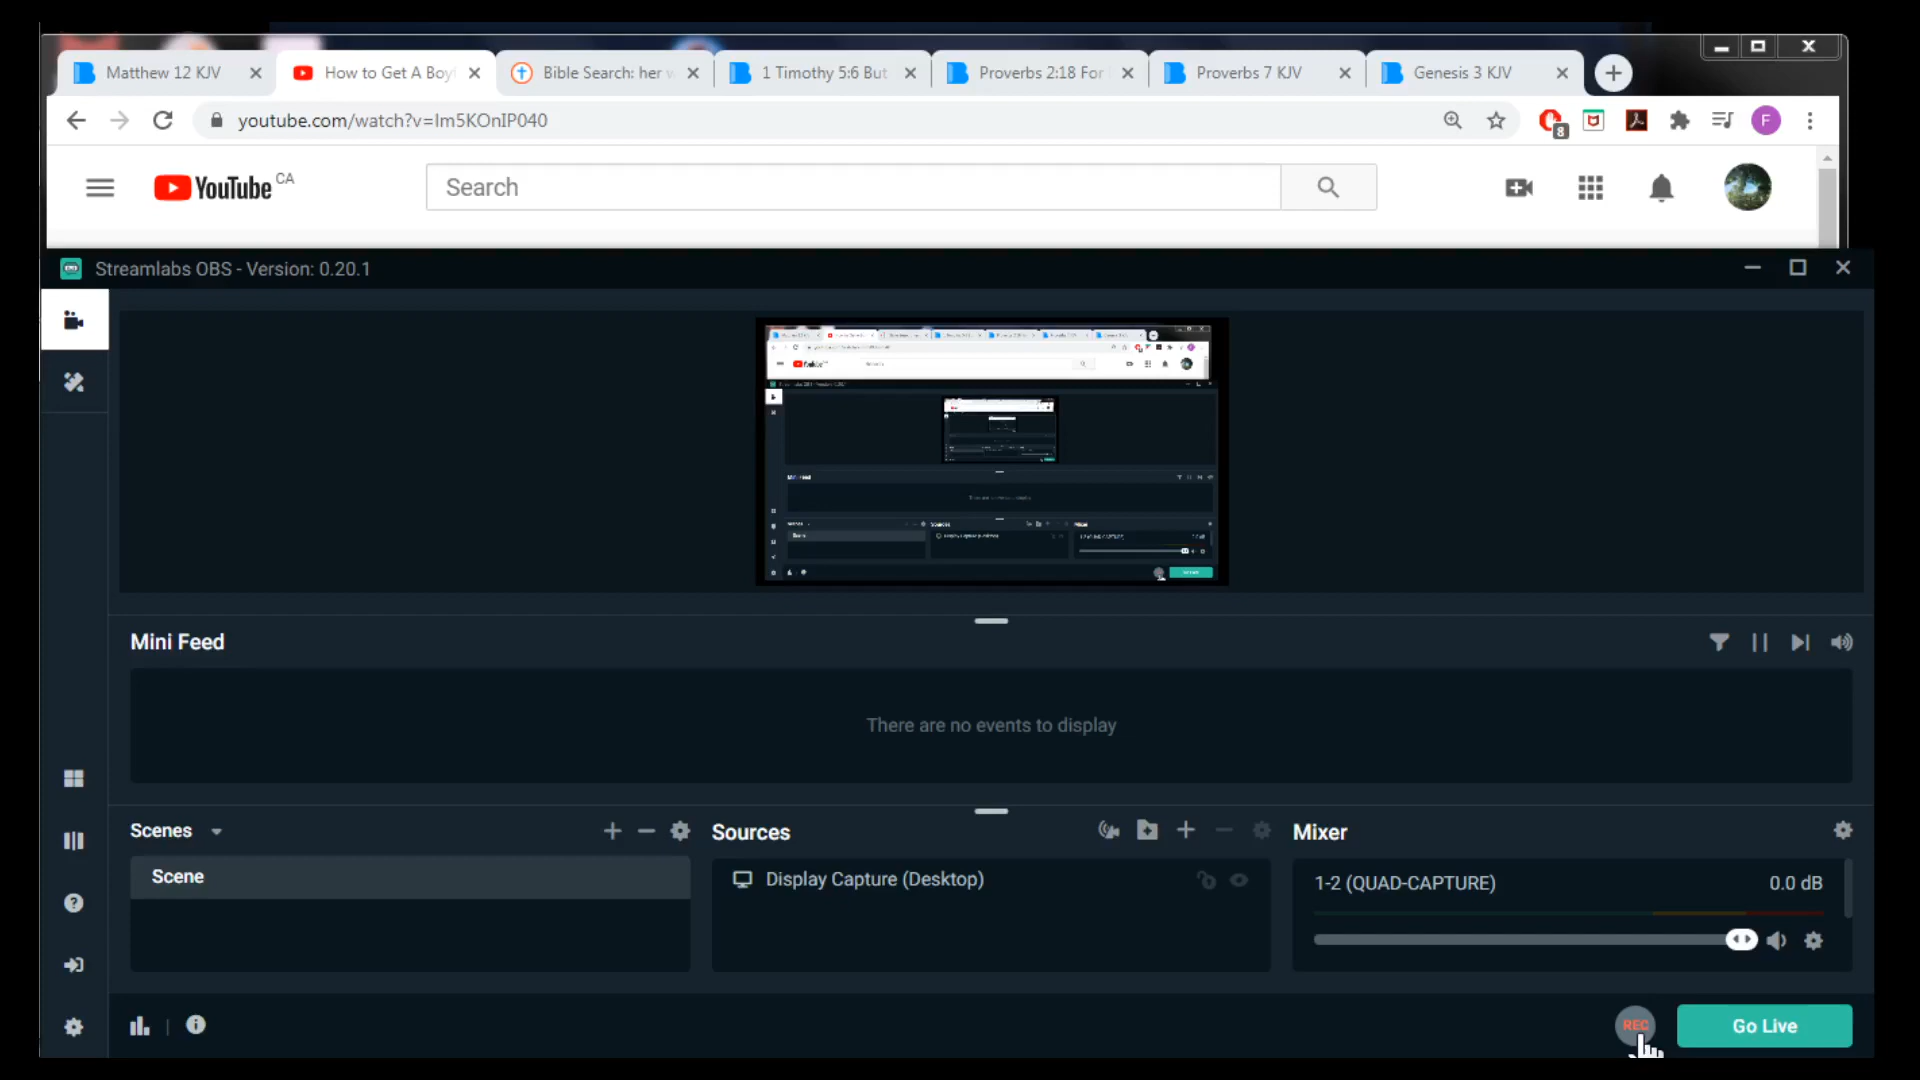 Matthew 12 KJV
How to Get A Boy
Bible Search: her w
1 Timothy 5:6 But
Proverbs 2:18 For
Proverbs 7 KJV
Genesis 3 KJV
youtube.com/watch?v=Im5KOnIP040
8
F
YouTube CA
Search
Streamlabs OBS - Version: 0.20.1
Mini Feed
There are no events to display
Scenes
Sources
Mixer
Scene
Display Capture (Desktop)
1-2 (QUAD-CAPTURE)
0.0 dB
REC
Go Live